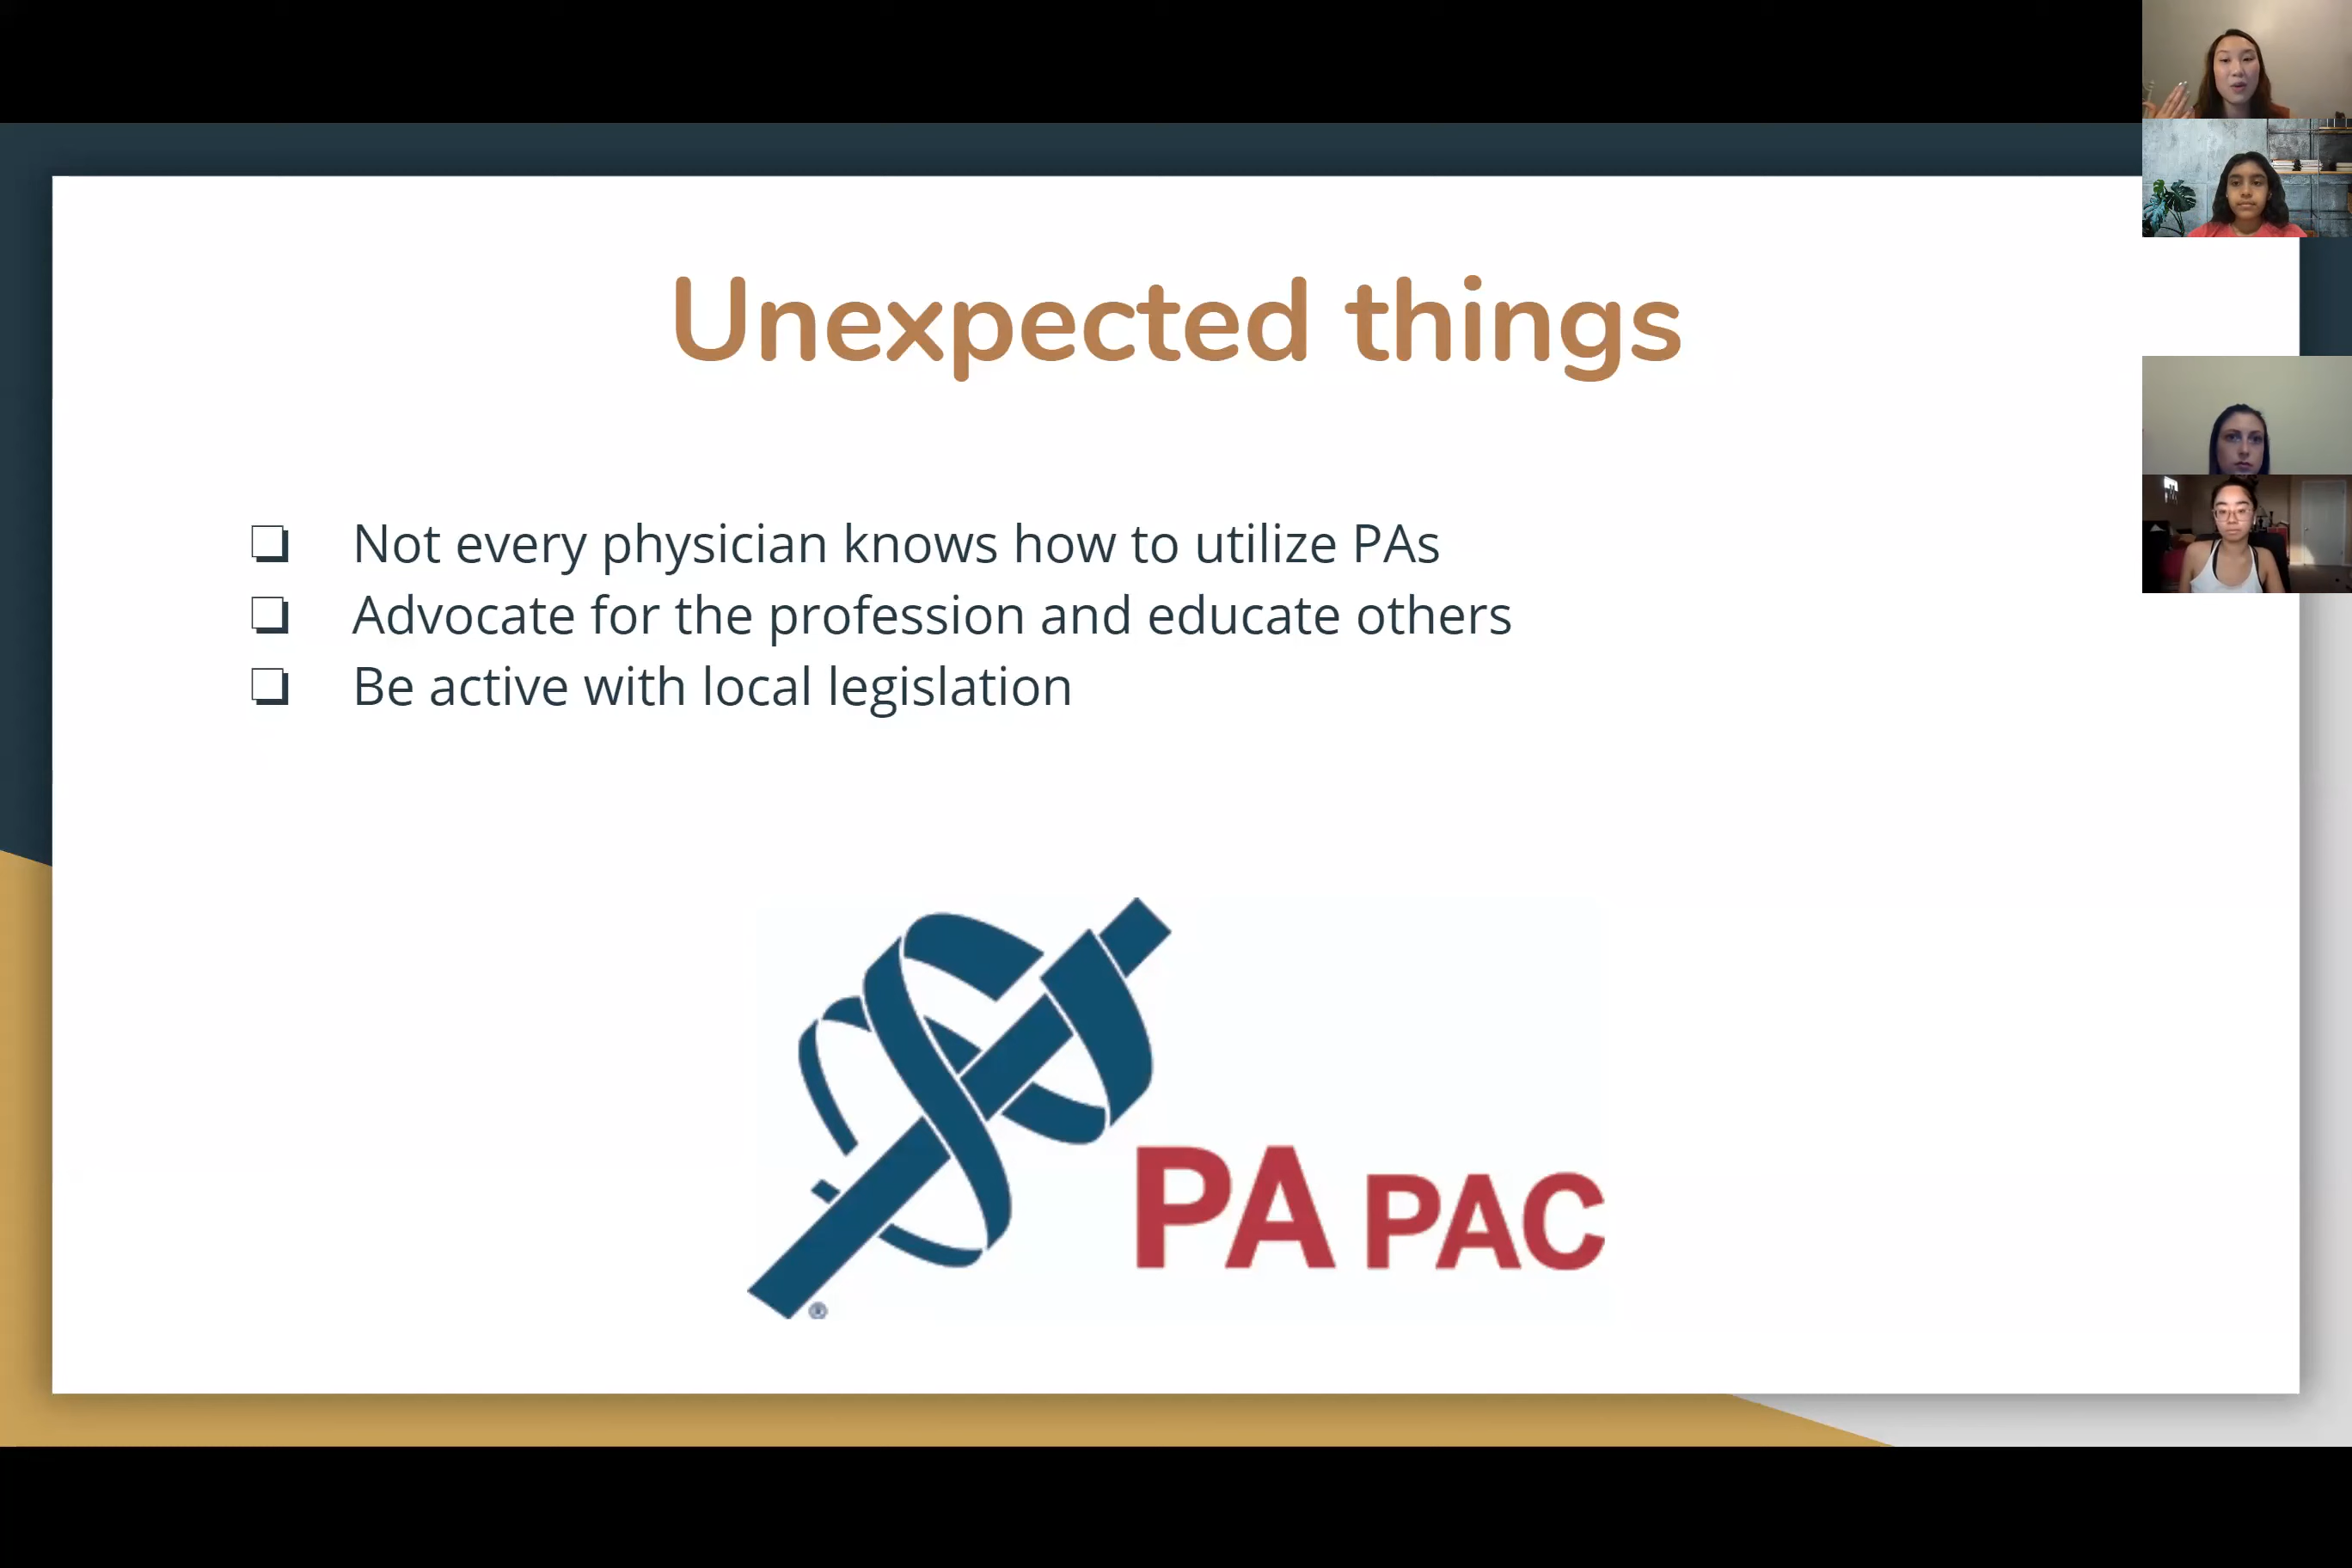 Unexpected things
Not every physician knows how to utilize PAs
Advocate for the profession and educate others
Be active with local legislation
PA PAC
®